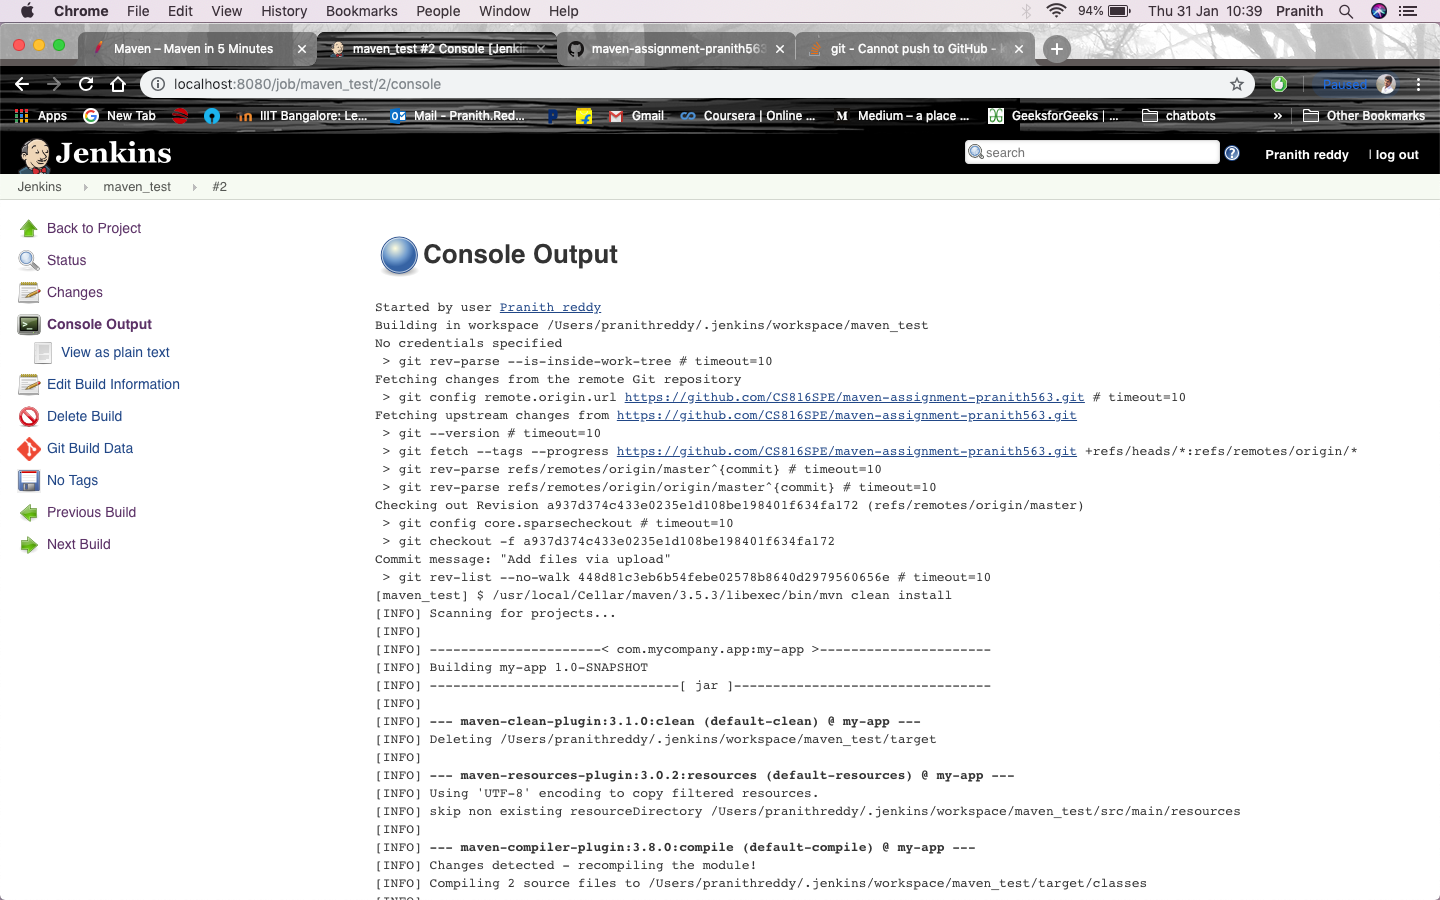 Chrome File Edit View History Bookmarks People Window Help 94% Thu 31 Jan 10:39 Pranith
Maven – Maven in 5 Minutes
maven_test #2 Console [Jenki
maven-assignment-pranith563
git - Cannot push to GitHub -
localhost:8080/job/maven_test/2/console
Paused
Apps New Tab IIIT Bangalore: Le... Mail - Pranith.Red... Gmail Coursera | Online ... Medium – a place ... GeeksforGeeks | ... chatbots » Other Bookmarks
Jenkins
search
Pranith reddy | log out
Jenkins maven_test #2
Back to Project
Status
Changes
Console Output
View as plain text
Edit Build Information
Delete Build
Git Build Data
No Tags
Previous Build
Next Build
Console Output
Started by user Pranith reddy
Building in workspace /Users/pranithreddy/.jenkins/workspace/maven_test
No credentials specified
> git rev-parse --is-inside-work-tree # timeout=10
Fetching changes from the remote Git repository
> git config remote.origin.url https://github.com/CS816SPE/maven-assignment-pranith563.git # timeout=10
Fetching upstream changes from https://github.com/CS816SPE/maven-assignment-pranith563.git
> git --version # timeout=10
> git fetch --tags --progress https://github.com/CS816SPE/maven-assignment-pranith563.git +refs/heads/*:refs/remotes/origin/*
> git rev-parse refs/remotes/origin/master^{commit} # timeout=10
> git rev-parse refs/remotes/origin/origin/master^{commit} # timeout=10
Checking out Revision a937d374c433e0235e1d108be198401f634fa172 (refs/remotes/origin/master)
> git config core.sparsecheckout # timeout=10
> git checkout -f a937d374c433e0235e1d108be198401f634fa172
Commit message: "Add files via upload"
> git rev-list --no-walk 448d81c3eb6b54febe02578b8640d2979560656e # timeout=10
[maven_test] $ /usr/local/Cellar/maven/3.5.3/libexec/bin/mvn clean install
[INFO] Scanning for projects...
[INFO]
[INFO] ----------------------< com.mycompany.app:my-app >----------------------
[INFO] Building my-app 1.0-SNAPSHOT
[INFO] --------------------------------[ jar ]---------------------------------
[INFO]
[INFO] --- maven-clean-plugin:3.1.0:clean (default-clean) @ my-app ---
[INFO] Deleting /Users/pranithreddy/.jenkins/workspace/maven_test/target
[INFO]
[INFO] --- maven-resources-plugin:3.0.2:resources (default-resources) @ my-app ---
[INFO] Using 'UTF-8' encoding to copy filtered resources.
[INFO] skip non existing resourceDirectory /Users/pranithreddy/.jenkins/workspace/maven_test/src/main/resources
[INFO]
[INFO] --- maven-compiler-plugin:3.8.0:compile (default-compile) @ my-app ---
[INFO] Changes detected - recompiling the module!
[INFO] Compiling 2 source files to /Users/pranithreddy/.jenkins/workspace/maven_test/target/classes